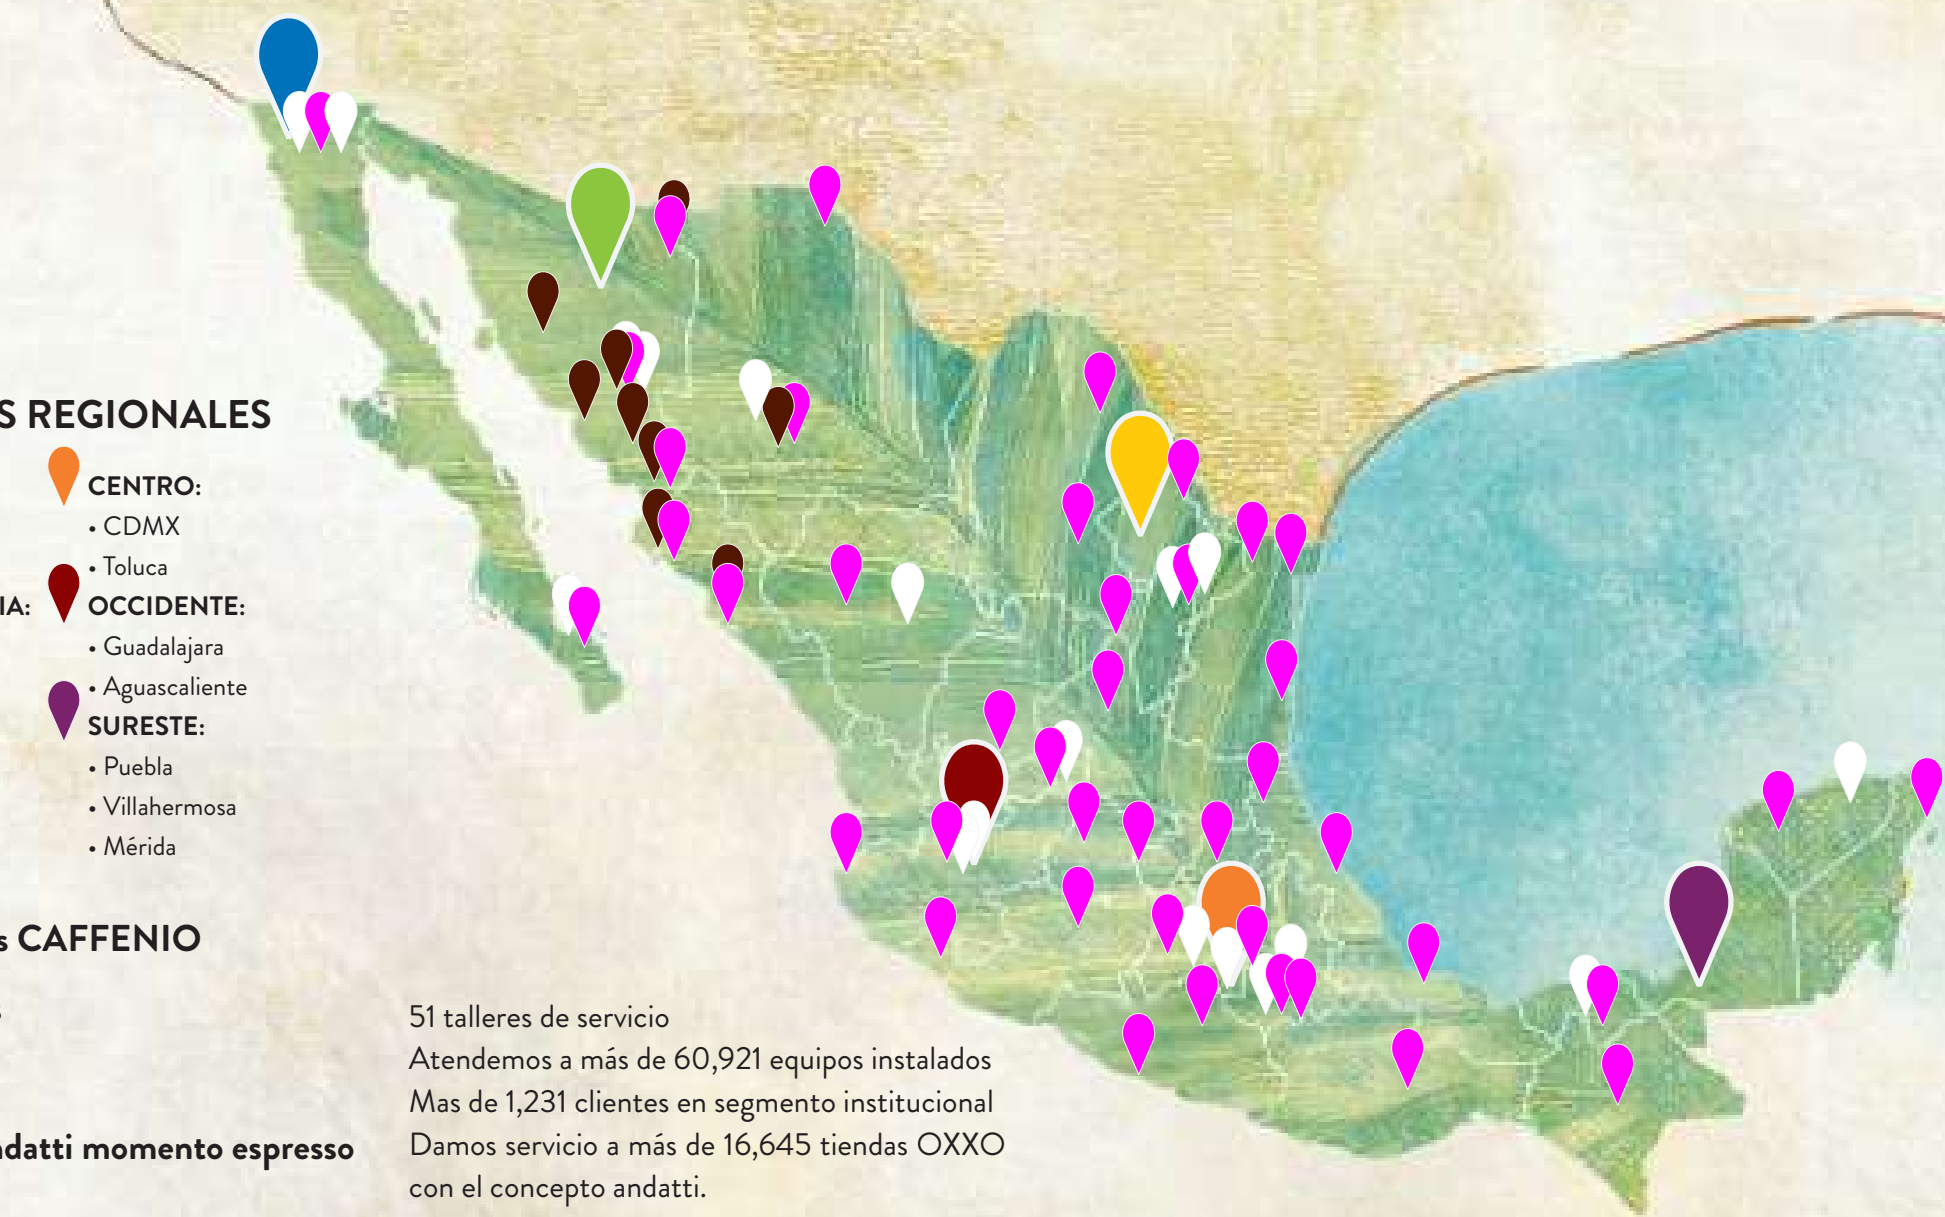 S REGIONALES
CENTRO:
• CDMX
• Toluca
IA:
OCCIDENTE:
• Guadalajara
• Aguascaliente
SURESTE:
• Puebla
• Villahermosa
• Mérida
s CAFFENIO
ndatti momento espresso
51 talleres de servicio
Atendemos a más de 60,921 equipos instalados
Mas de 1,231 clientes en segmento institucional
Damos servicio a más de 16,645 tiendas OXXO
con el concepto andatti.